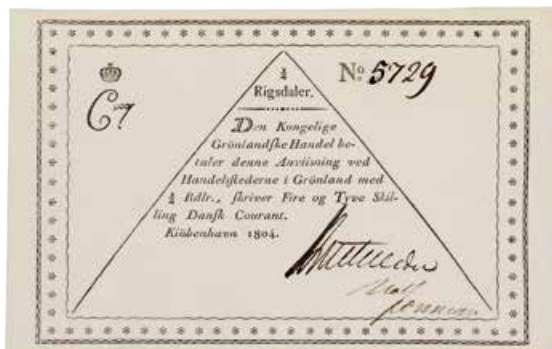 C7
¼
Rigsdaler.
No. 5729
Den Kongelige
Grönlandſke Handel be-
taler denne Anviisning ved
Handelſtederne i Grönland med
¼ Rdlr., ſkriver Fire og Tyve Skil-
ling Danſk Courant.
Kiöbenhavn 1804.